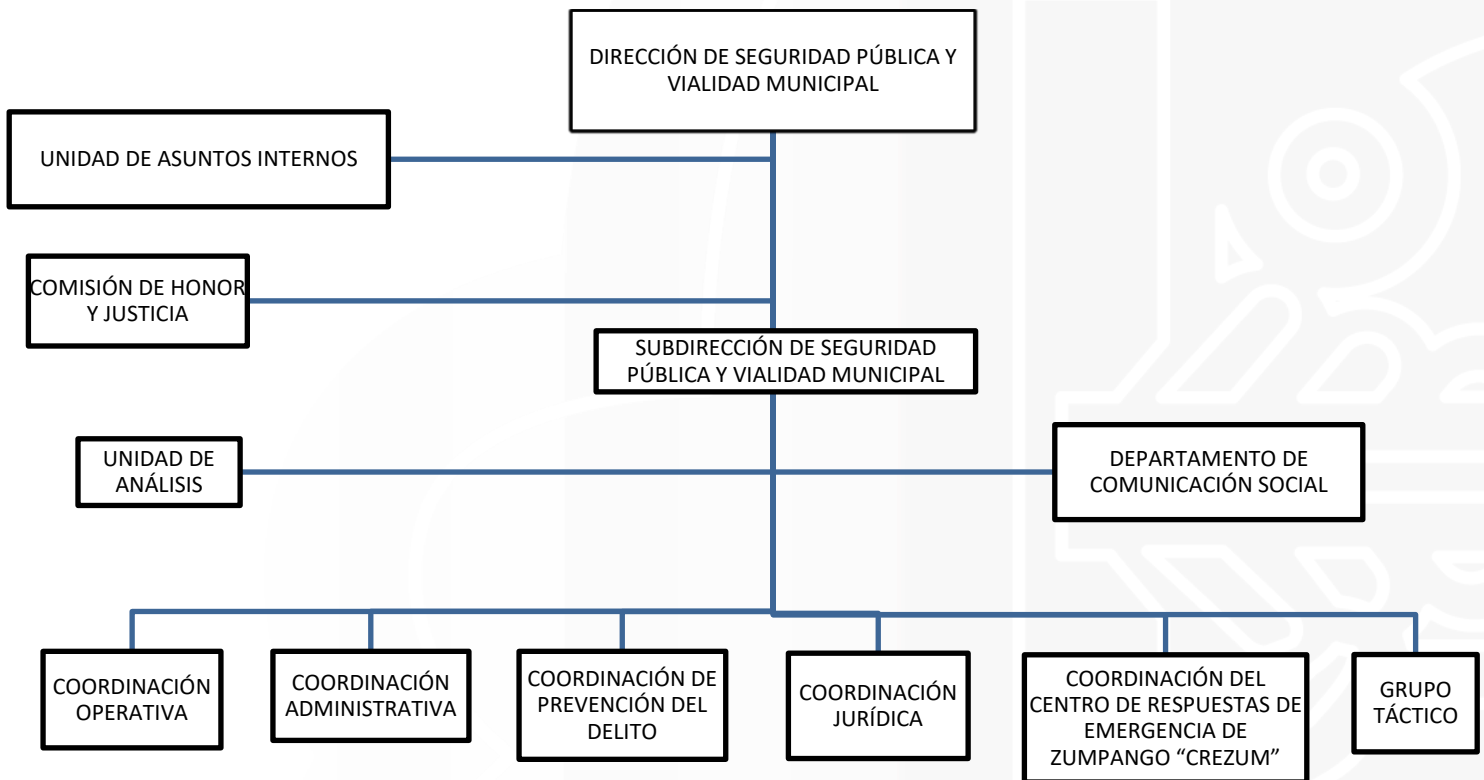 DIRECCIÓN DE SEGURIDAD PÚBLICA Y
VIALIDAD MUNICIPAL
UNIDAD DE ASUNTOS INTERNOS
COMISIÓN DE HONOR
Y JUSTICIA
SUBDIRECCIÓN DE SEGURIDAD
PÚBLICA Y VIALIDAD MUNICIPAL
UNIDAD DE
ANÁLISIS
DEPARTAMENTO DE
COMUNICACIÓN SOCIAL
COORDINACIÓN
OPERATIVA
COORDINACIÓN
ADMINISTRATIVA
COORDINACIÓN DE
PREVENCIÓN DEL
DELITO
COORDINACIÓN
JURÍDICA
COORDINACIÓN DEL
CENTRO DE RESPUESTAS DE
EMERGENCIA DE
ZUMPANGO “CREZUM”
GRUPO
TÁCTICO